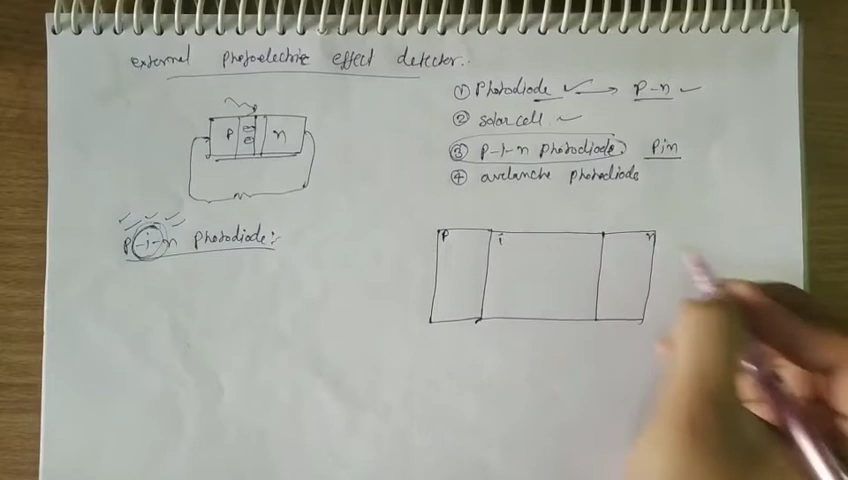 external photoelectric effect detector..
① Photodiode ✓ → P-n ✓
② solar cell. ✓
③ P-i-n photodiode. Pin
④ avalanche photodiode
P n
P-i-n Photodiode:-
P i n